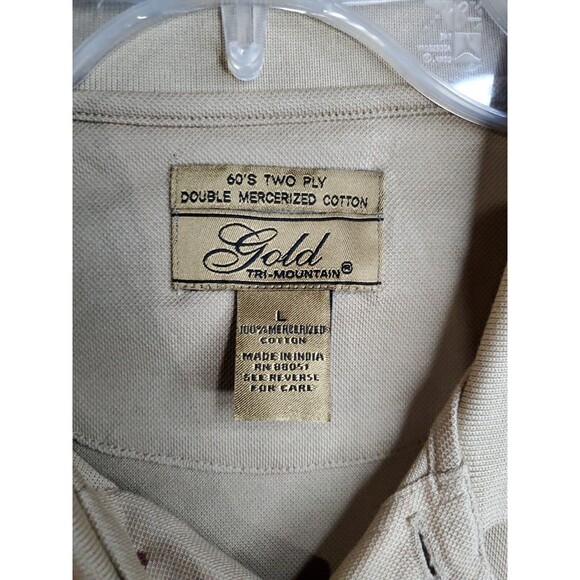 60'S TWO PLY
DOUBLE MERCERIZED COTTON
Gold
TRI-MOUNTAIN®
L
100% MERCERIZED
COTTON
MADE IN INDIA
RN 88051
SEE REVERSE
FOR CARE